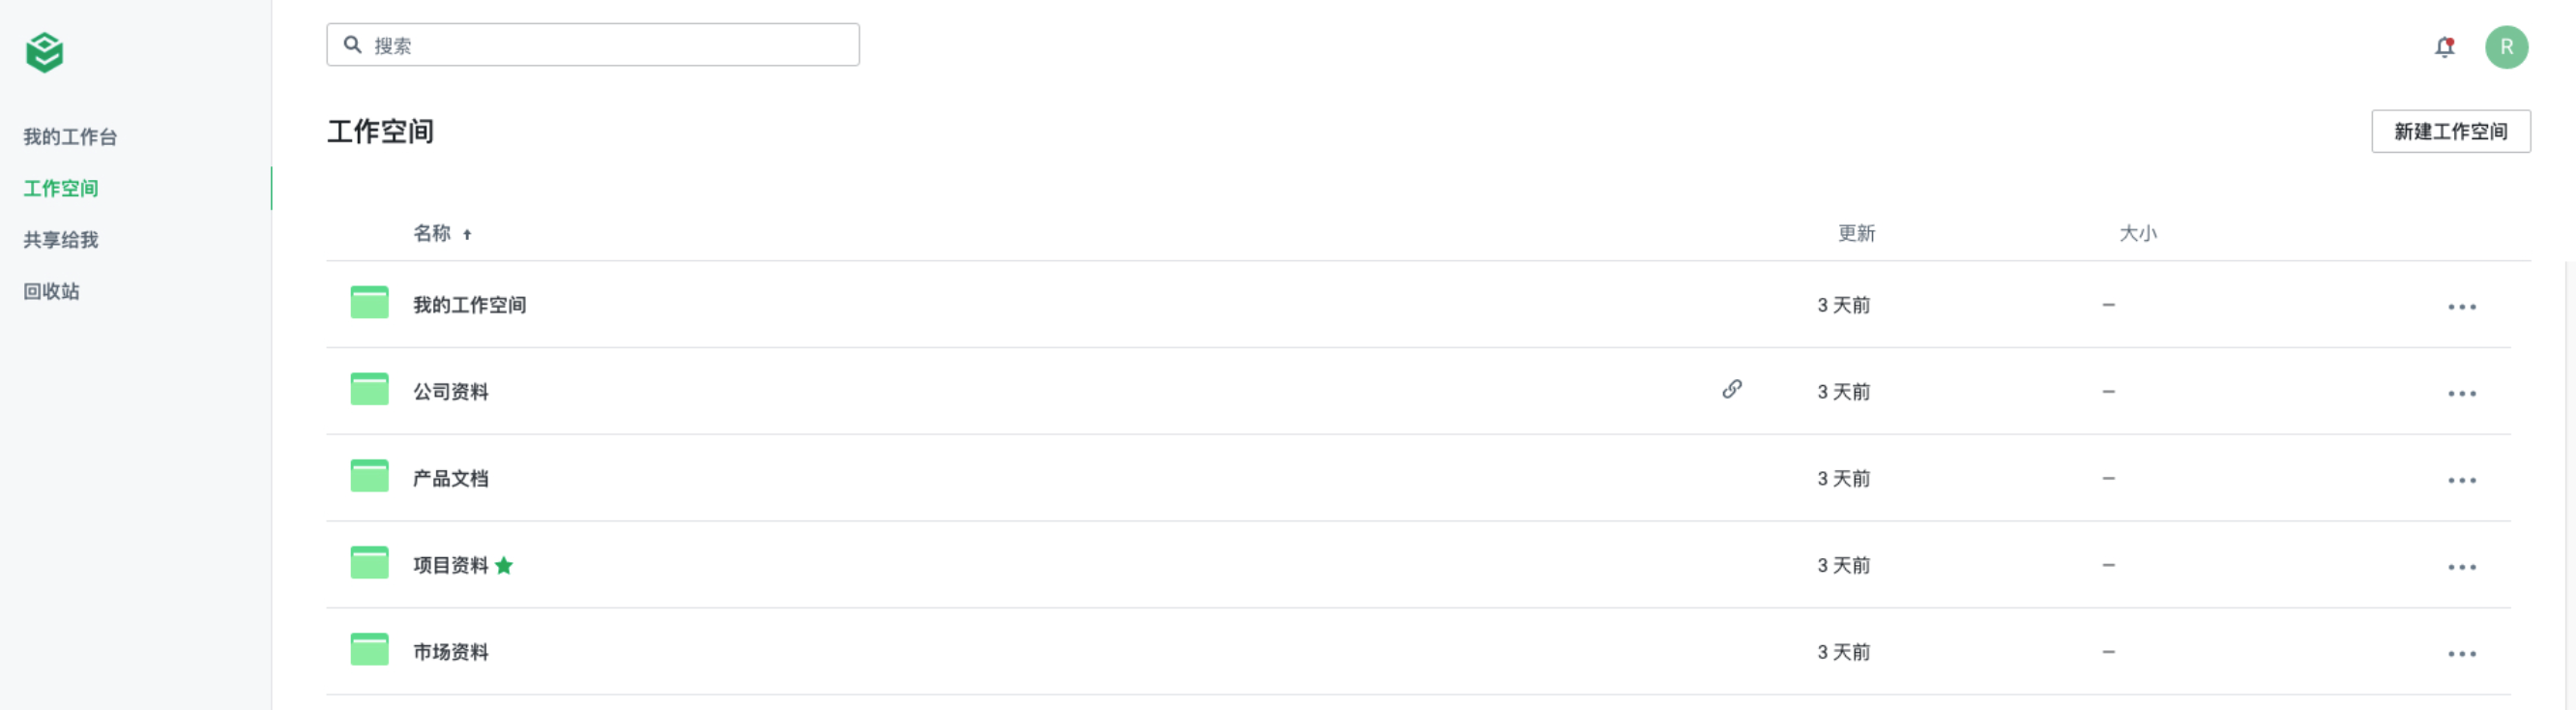 搜索
R
我的工作台
工作空间
共享给我
回收站
工作空间
新建工作空间
名称 更新 大小
我的工作空间 3 天前 –
公司资料 3 天前 –
产品文档 3 天前 –
项目资料 3 天前 –
市场资料 3 天前 –